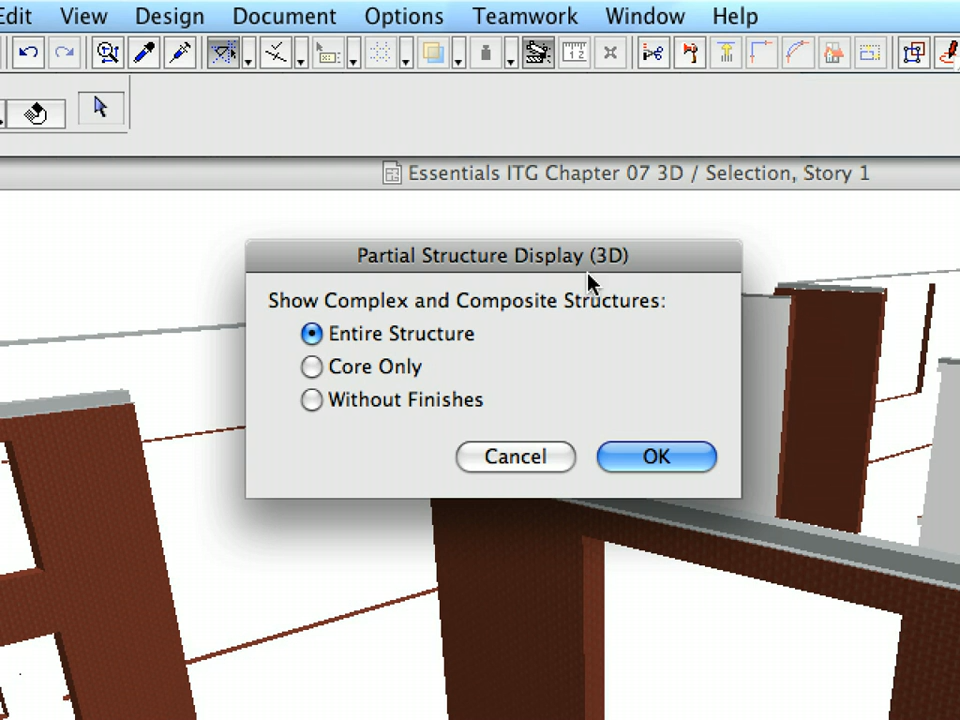 Edit View Design Document Options Teamwork Window Help
Essentials ITG Chapter 07 3D / Selection, Story 1
Partial Structure Display (3D)
Show Complex and Composite Structures:
Entire Structure
Core Only
Without Finishes
Cancel OK